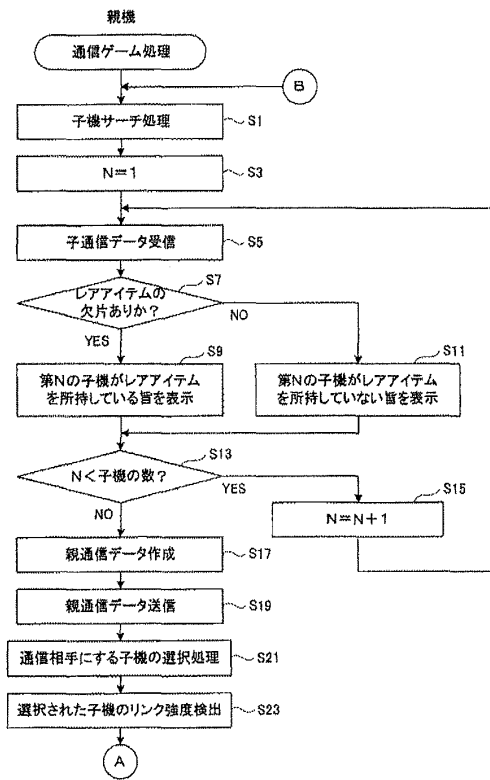 親機
通信ゲーム処理
B
子機サーチ処理
S1
N=1
S3
子通信データ受信
S5
レアアイテムの
欠片ありか?
S7
NO
YES
第Nの子機がレアアイテム
を所持している旨を表示
S9
第Nの子機がレアアイテム
を所持していない旨を表示
S11
N<子機の数?
S13
YES
NO
N=N+1
S15
親通信データ作成
S17
親通信データ送信
S19
通信相手にする子機の選択処理
S21
選択された子機のリンク強度検出
S23
A